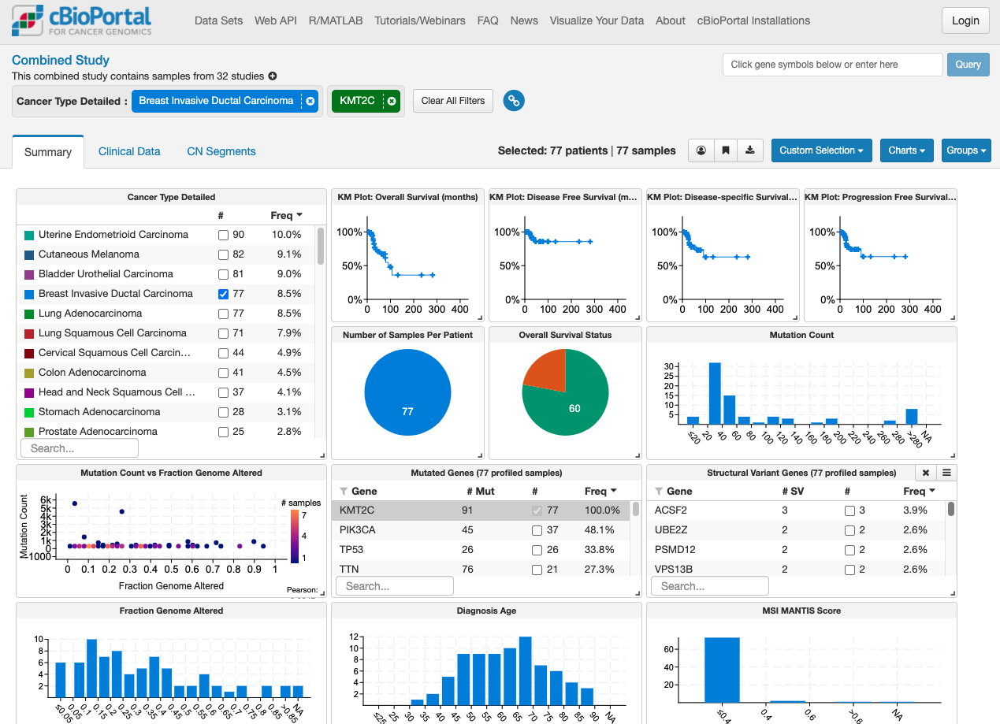 cBioPortal
FOR CANCER GENOMICS
Data Sets Web API R/MATLAB Tutorials/Webinars FAQ News Visualize Your Data About cBioPortal Installations
Login
Combined Study
This combined study contains samples from 32 studies
Click gene symbols below or enter here
Query
Cancer Type Detailed : Breast Invasive Ductal Carcinoma KMT2C Clear All Filters
Summary Clinical Data CN Segments
Selected: 77 patients | 77 samples
Custom Selection Charts Groups
Cancer Type Detailed
# Freq
Uterine Endometrioid Carcinoma 90 10.0%
Cutaneous Melanoma 82 9.1%
Bladder Urothelial Carcinoma 81 9.0%
Breast Invasive Ductal Carcinoma 77 8.5%
Lung Adenocarcinoma 77 8.5%
Lung Squamous Cell Carcinoma 71 7.9%
Cervical Squamous Cell Carcin... 44 4.9%
Colon Adenocarcinoma 41 4.5%
Head and Neck Squamous Cell ... 37 4.1%
Stomach Adenocarcinoma 28 3.1%
Prostate Adenocarcinoma 25 2.8%
Search...
KM Plot: Overall Survival (months)
100%
50%
0%
0 100 200 300 400
KM Plot: Disease Free Survival (m...
100%
50%
0%
0 100 200 300 400
KM Plot: Disease-specific Survival...
100%
50%
0%
0 100 200 300 400
KM Plot: Progression Free Survival...
100%
50%
0%
0 100 200 300 400
Number of Samples Per Patient
77
Overall Survival Status
60
Mutation Count
30
25
20
15
10
5
≤20 20 40 60 80 100 120 140 160 180 200 220 240 260 280 >280 NA
Mutation Count vs Fraction Genome Altered
Mutation Count
6k
5k
4k
3k
2k
1k
0
−1000
0 0.1 0.2 0.3 0.4 0.5 0.6 0.7 0.8 0.9 1
Fraction Genome Altered
# samples
7
4
1
Pearson:
Mutated Genes (77 profiled samples)
Gene # Mut # Freq
KMT2C 91 77 100.0%
PIK3CA 45 37 48.1%
TP53 26 26 33.8%
TTN 76 21 27.3%
Search...
Structural Variant Genes (77 profiled samples)
Gene # SV # Freq
ACSF2 3 3 3.9%
UBE2Z 2 2 2.6%
PSMD12 2 2 2.6%
VPS13B 2 2 2.6%
Search...
Fraction Genome Altered
10
8
6
4
2
≤0.05 0.05 0.1 0.15 0.2 0.25 0.3 0.35 0.4 0.45 0.5 0.55 0.6 0.65 0.7 0.75 0.8 0.85 >0.85 NA
Diagnosis Age
12
10
8
6
4
2
≤25 25 30 35 40 45 50 55 60 65 70 75 80 85 90 NA
MSI MANTIS Score
60
40
20
≤0.4 0.4 0.6 >0.6 NA